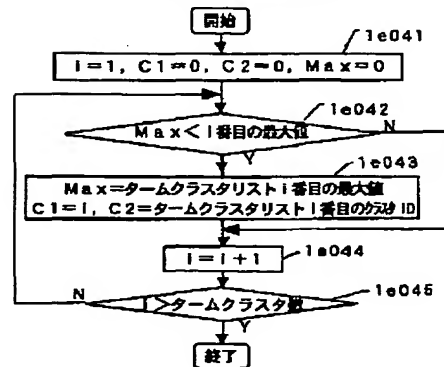 開始
1e041
i=1, C1=0, C2=0, Max=0
1e042
Max<i番目の最大値
N
Y
1e043
Max=タームクラスタリストi番目の最大値
C1=i, C2=タームクラスタリストi番目のクラスタID
1e044
i=i+1
1e045
N
i>タームクラスタ数
Y
終了